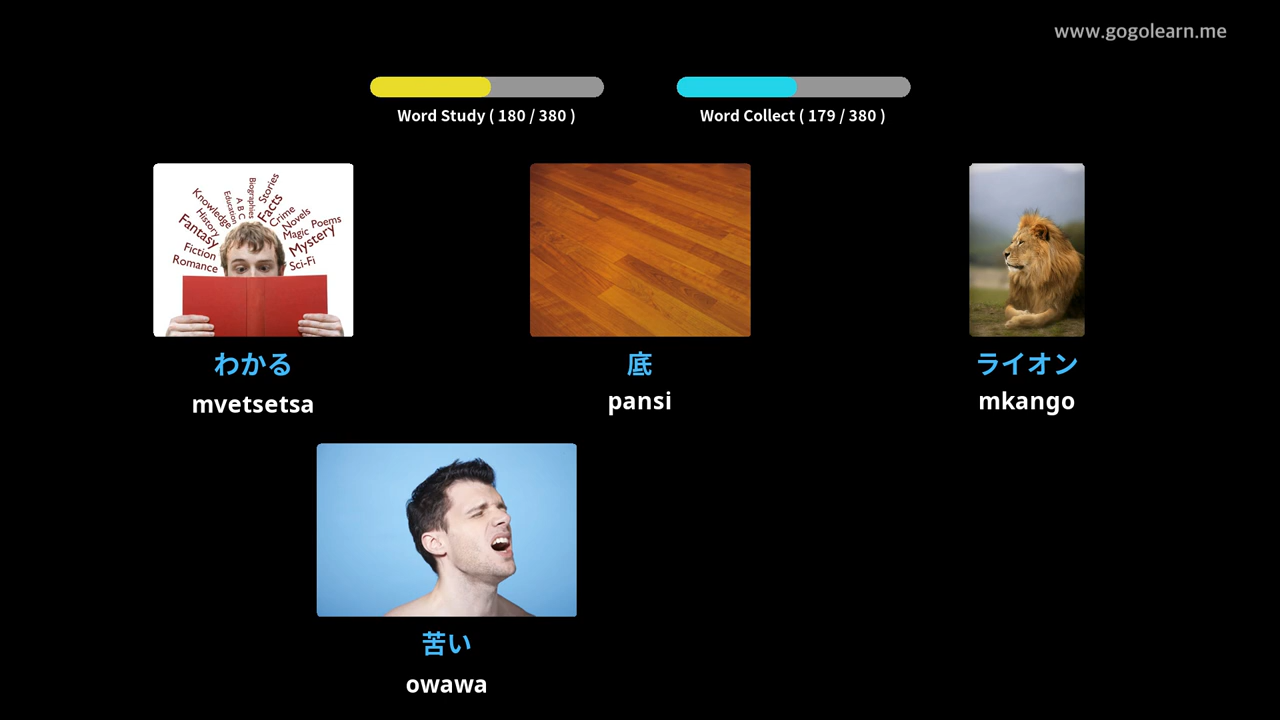 www.gogolearn.me
Word Study ( 180 / 380 )
Word Collect ( 179 / 380 )
Knowledge
History
Fantasy
Fiction
Romance
Education
A B C
Biographies
Stories
Facts
Crime
Novels
Magic
Poems
Mystery
Sci-Fi
わかる
mvetsetsa
底
pansi
ライオン
mkango
苦い
owawa